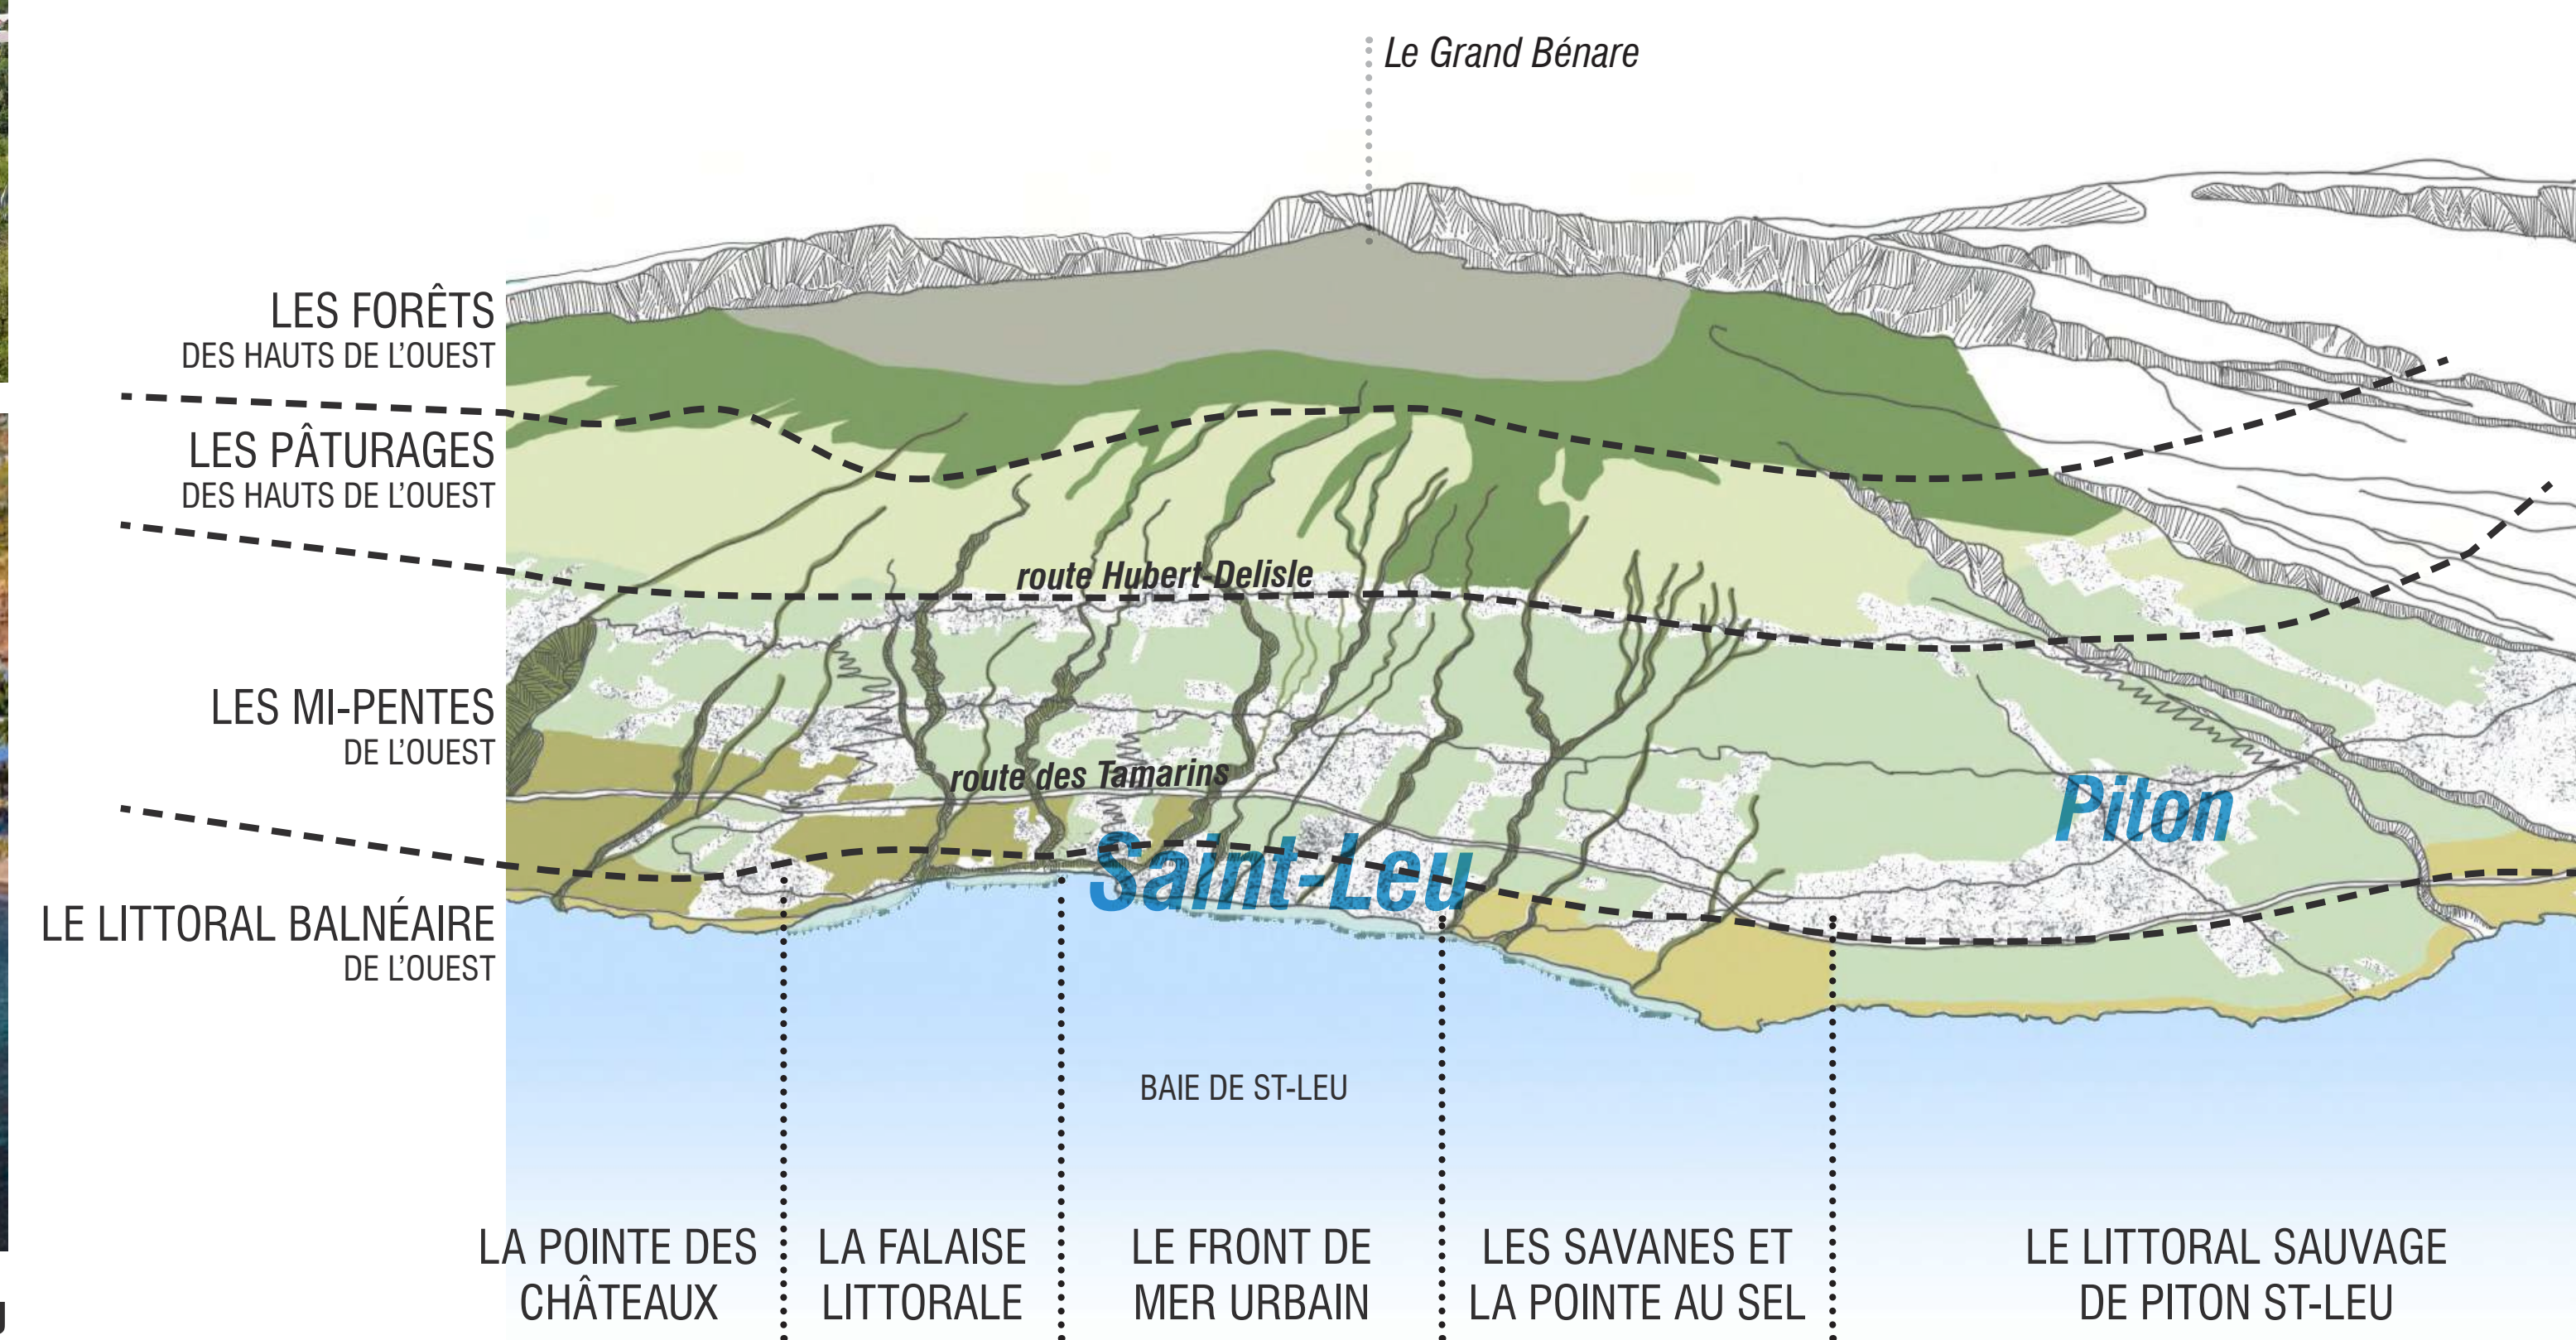 Le Grand Bénare
LES FORÊTS
DES HAUTS DE L'OUEST
LES PÂTURAGES
DES HAUTS DE L'OUEST
route Hubert-Delisle
LES MI-PENTES
DE L'OUEST
route des Tamarins
Piton
Saint-Leu
LE LITTORAL BALNÉAIRE
DE L'OUEST
BAIE DE ST-LEU
LA POINTE DES
CHÂTEAUX
LA FALAISE
LITTORALE
LE FRONT DE
MER URBAIN
LES SAVANES ET
LA POINTE AU SEL
LE LITTORAL SAUVAGE
DE PITON ST-LEU